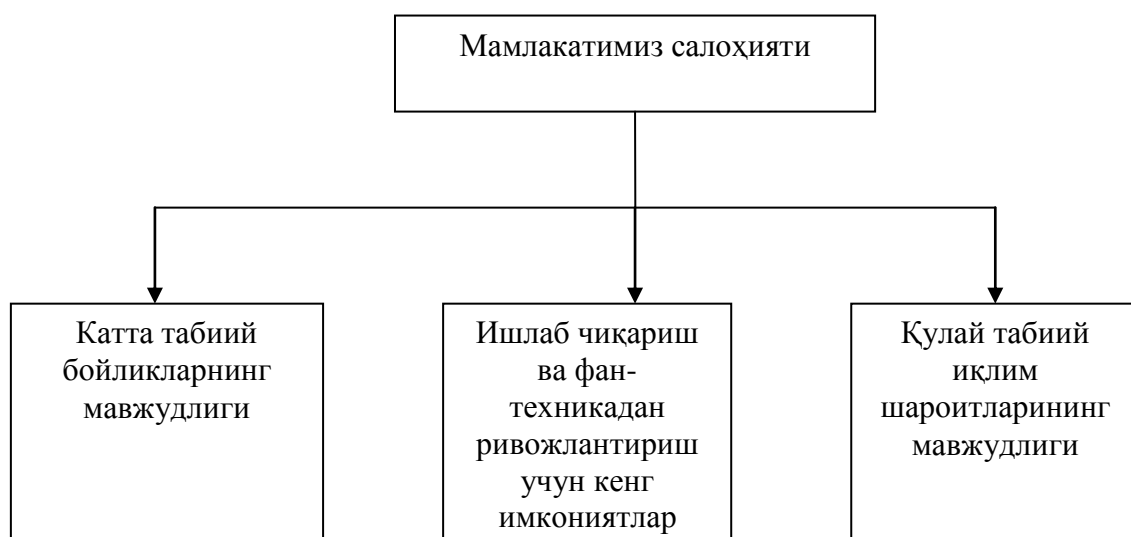 Мамлакатимиз салоҳияти
Катта табиий
бойликларнинг
мавжудлиги
Ишлаб чиқариш
ва фан-
техникадан
ривожлантириш
учун кенг
имкониятлар
Қулай табиий
иқлим
шароитларининг
мавжудлиги